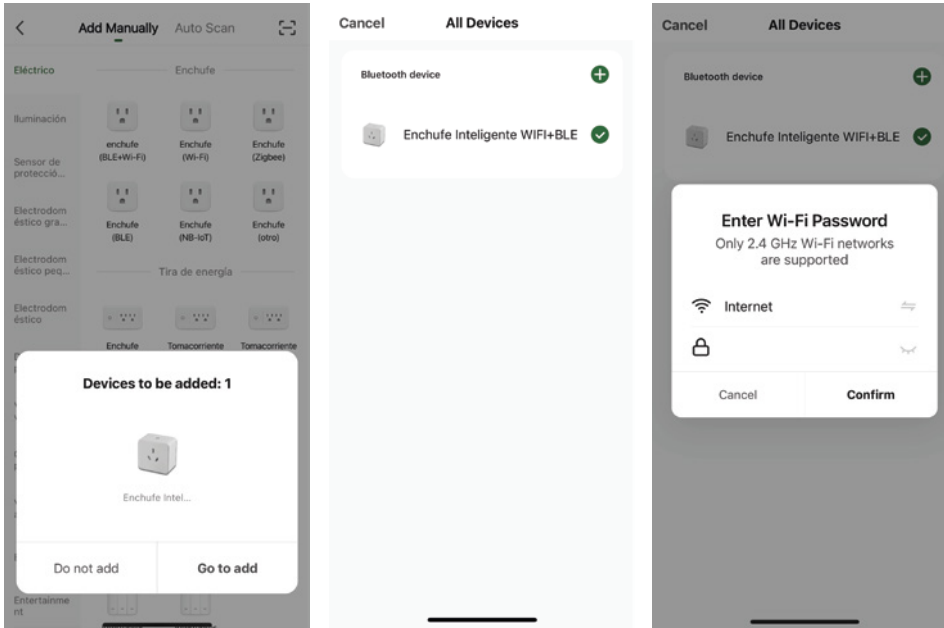 Add Manually
Auto Scan
Eléctrico
Enchufe
Iluminación
Sensor de
protecció...
Electrodom
éstico gra...
Electrodom
éstico peq...
Electrodom
éstico
enchufe
(BLE+Wi-Fi)
Enchufe
(Wi-Fi)
Enchufe
(Zigbee)
Enchufe
(BLE)
Enchufe
(NB-IoT)
Enchufe
(otro)
Tira de energía
Enchufe
Tomacorriente
Tomacorriente
Devices to be added: 1
Enchufe Intel...
Do not add
Go to add
Entertainme
nt
Cancel
All Devices
Bluetooth device
Enchufe Inteligente WIFI+BLE
Cancel
All Devices
Bluetooth device
Enchufe Inteligente WIFI+BLE
Enter Wi-Fi Password
Only 2.4 GHz Wi-Fi networks
are supported
Internet
Cancel
Confirm